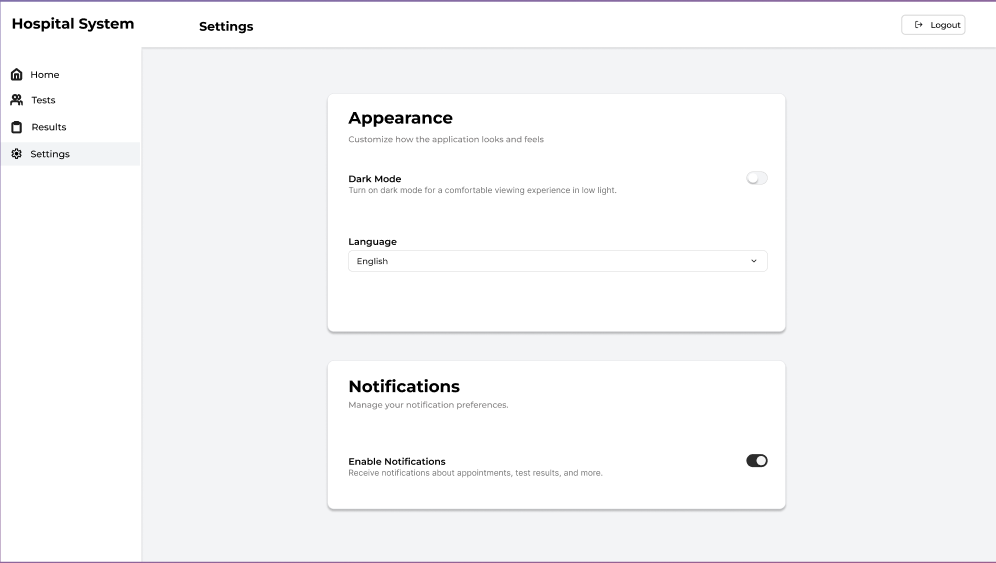 Hospital System
Settings
Logout
Home
Tests
Results
Settings
Appearance
Customize how the application looks and feels
Dark Mode
Turn on dark mode for a comfortable viewing experience in low light.
Language
English
Notifications
Manage your notification preferences.
Enable Notifications
Receive notifications about appointments, test results, and more.